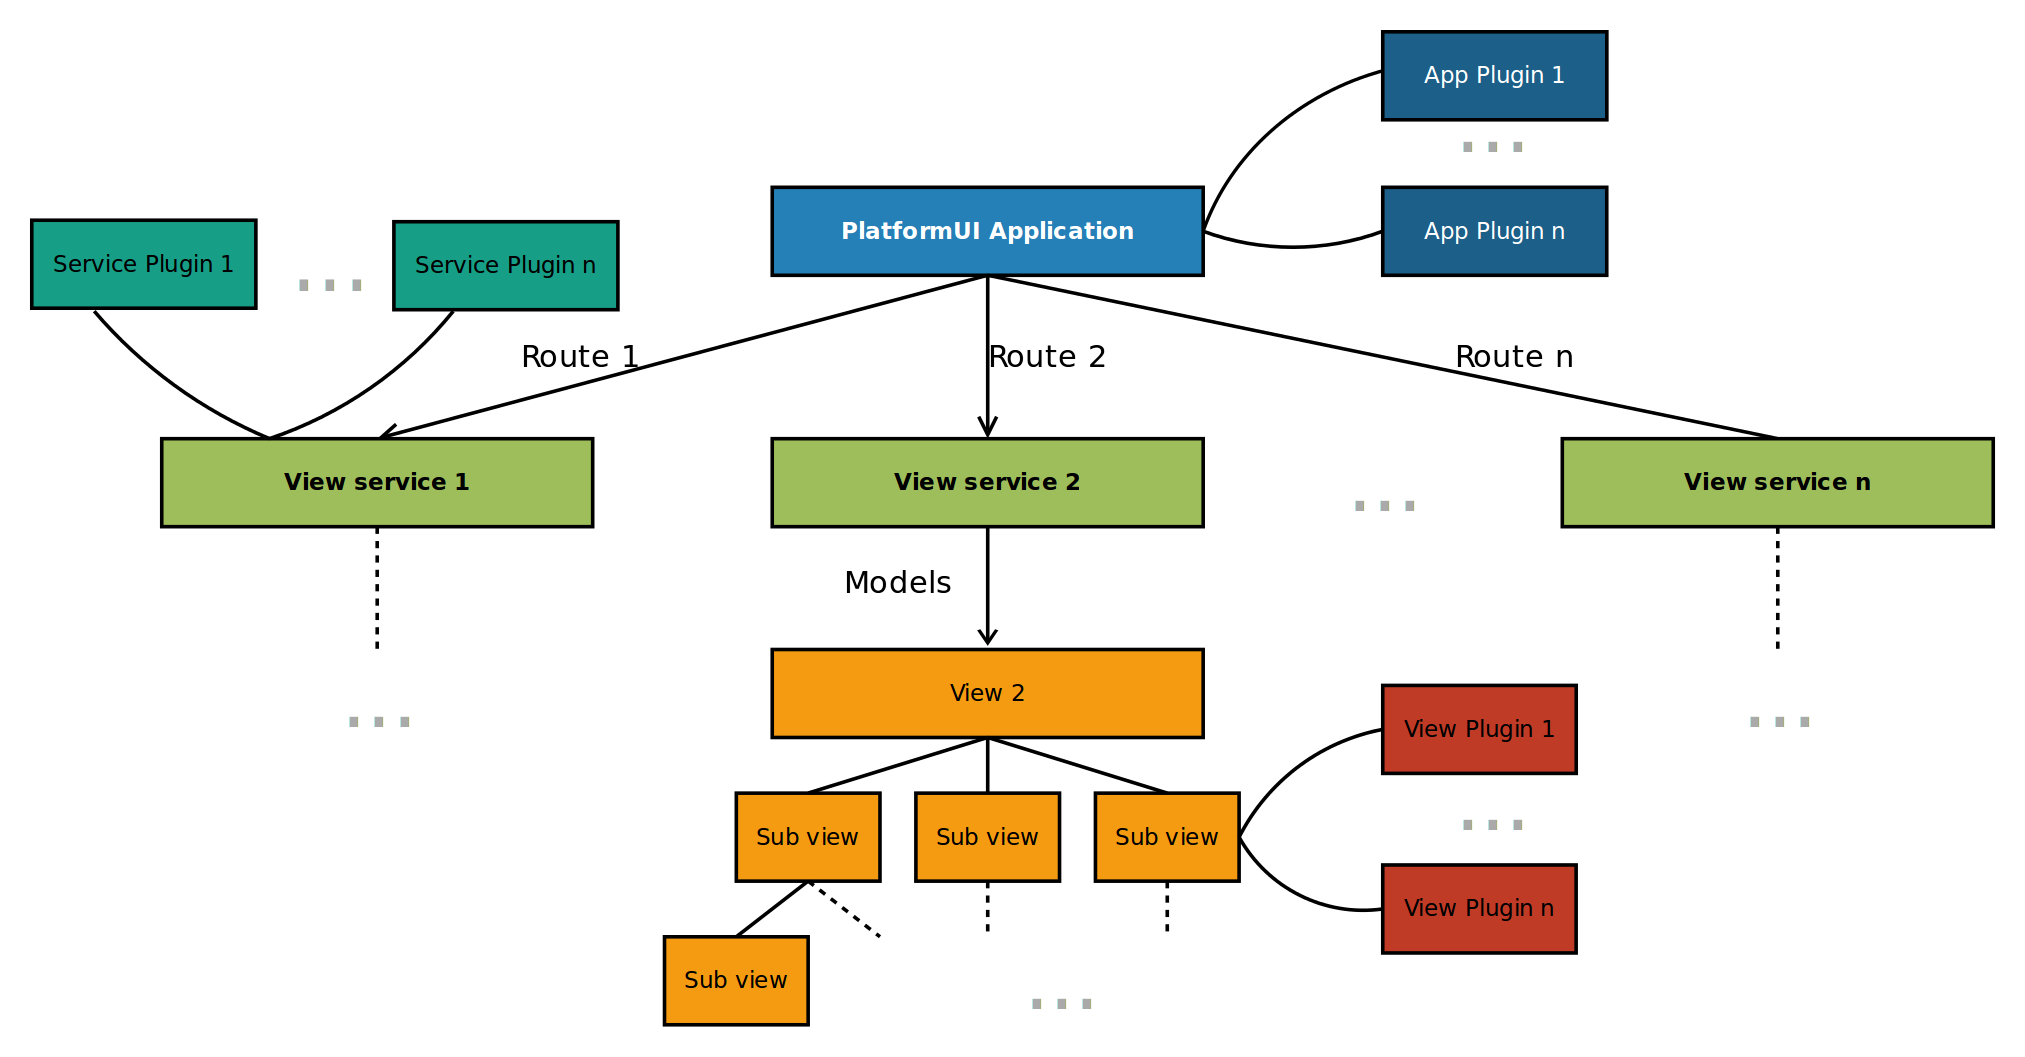 App Plugin 1
...
PlatformUI Application
App Plugin n
Service Plugin 1
...
Service Plugin n
Route 1
Route 2
Route n
View service 1
View service 2
...
View service n
Models
View 2
...
View Plugin 1
...
...
Sub view
Sub view
Sub view
View Plugin n
Sub view
...